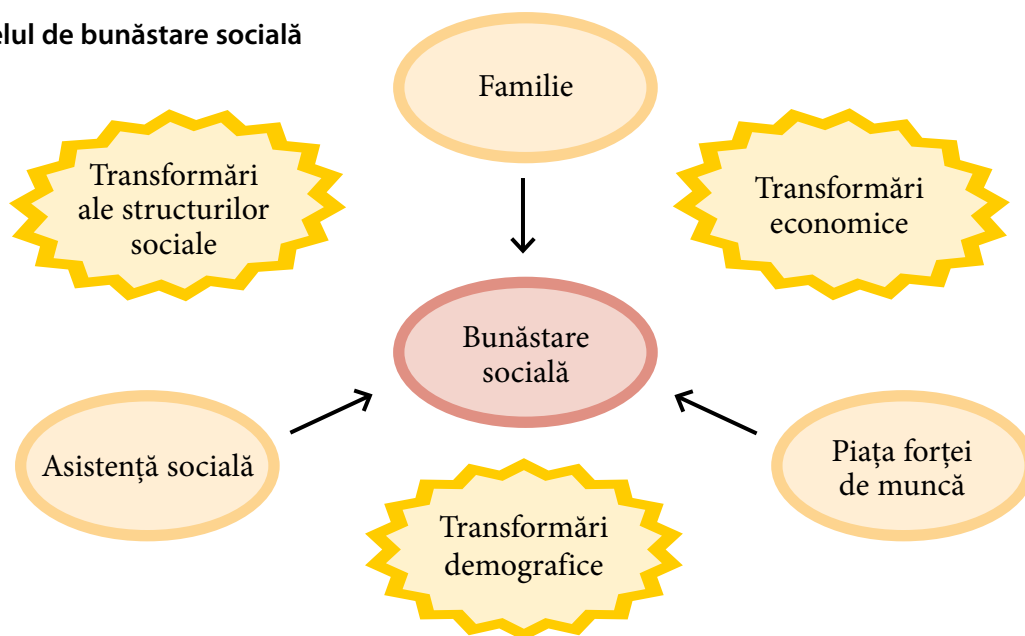 elul de bunăstare socială
Familie
Transformări
ale structurilor
sociale
Transformări
economice
Bunăstare
socială
Asistență socială
Piața forței
de muncă
Transformări
demografice